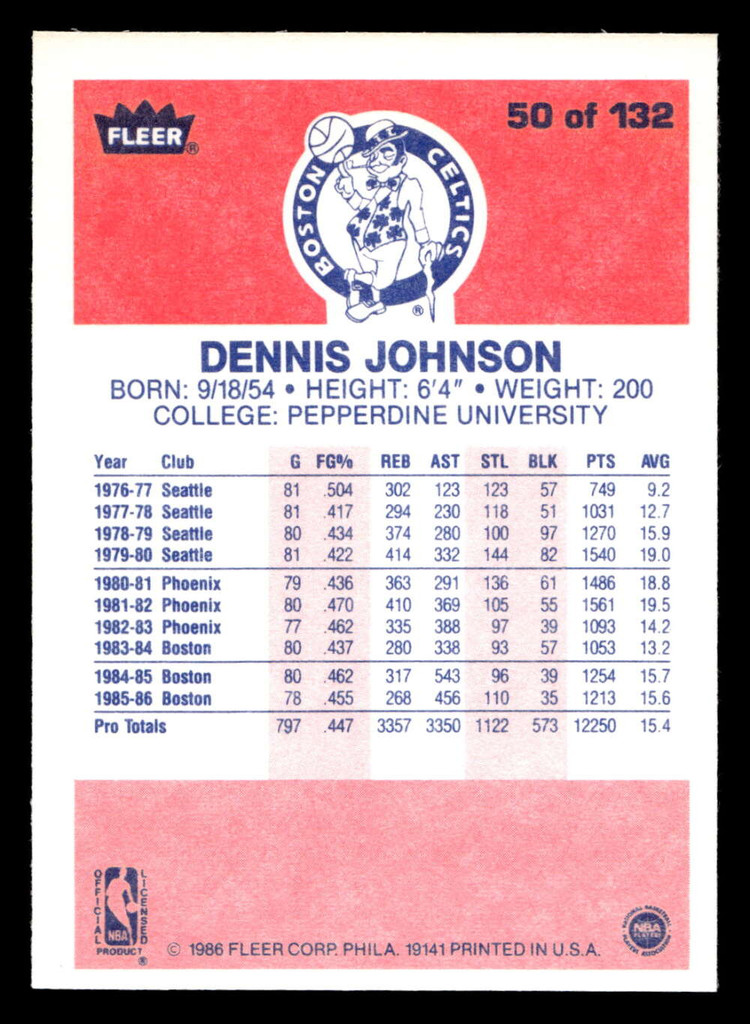 FLEER®
50 of 132
BOSTON CELTICS
®
DENNIS JOHNSON
BORN: 9/18/54 • HEIGHT: 6'4" • WEIGHT: 200
COLLEGE: PEPPERDINE UNIVERSITY
Year Club G FG% REB AST STL BLK PTS AVG
1976-77 Seattle 81 .504 302 123 123 57 749 9.2
1977-78 Seattle 81 .417 294 230 118 51 1031 12.7
1978-79 Seattle 80 .434 374 280 100 97 1270 15.9
1979-80 Seattle 81 .422 414 332 144 82 1540 19.0
1980-81 Phoenix 79 .436 363 291 136 61 1486 18.8
1981-82 Phoenix 80 .470 410 369 105 55 1561 19.5
1982-83 Phoenix 77 .462 335 388 97 39 1093 14.2
1983-84 Boston 80 .437 280 338 93 57 1053 13.2
1984-85 Boston 80 .462 317 543 96 39 1254 15.7
1985-86 Boston 78 .455 268 456 110 35 1213 15.6
Pro Totals 797 .447 3357 3350 1122 573 12250 15.4
OFFICIAL LICENSED
NBA
PRODUCT ®
© 1986 FLEER CORP. PHILA. 19141 PRINTED IN U.S.A.
NATIONAL BASKETBALL
NBA
PLAYERS
PLAYERS ASSOCIATION